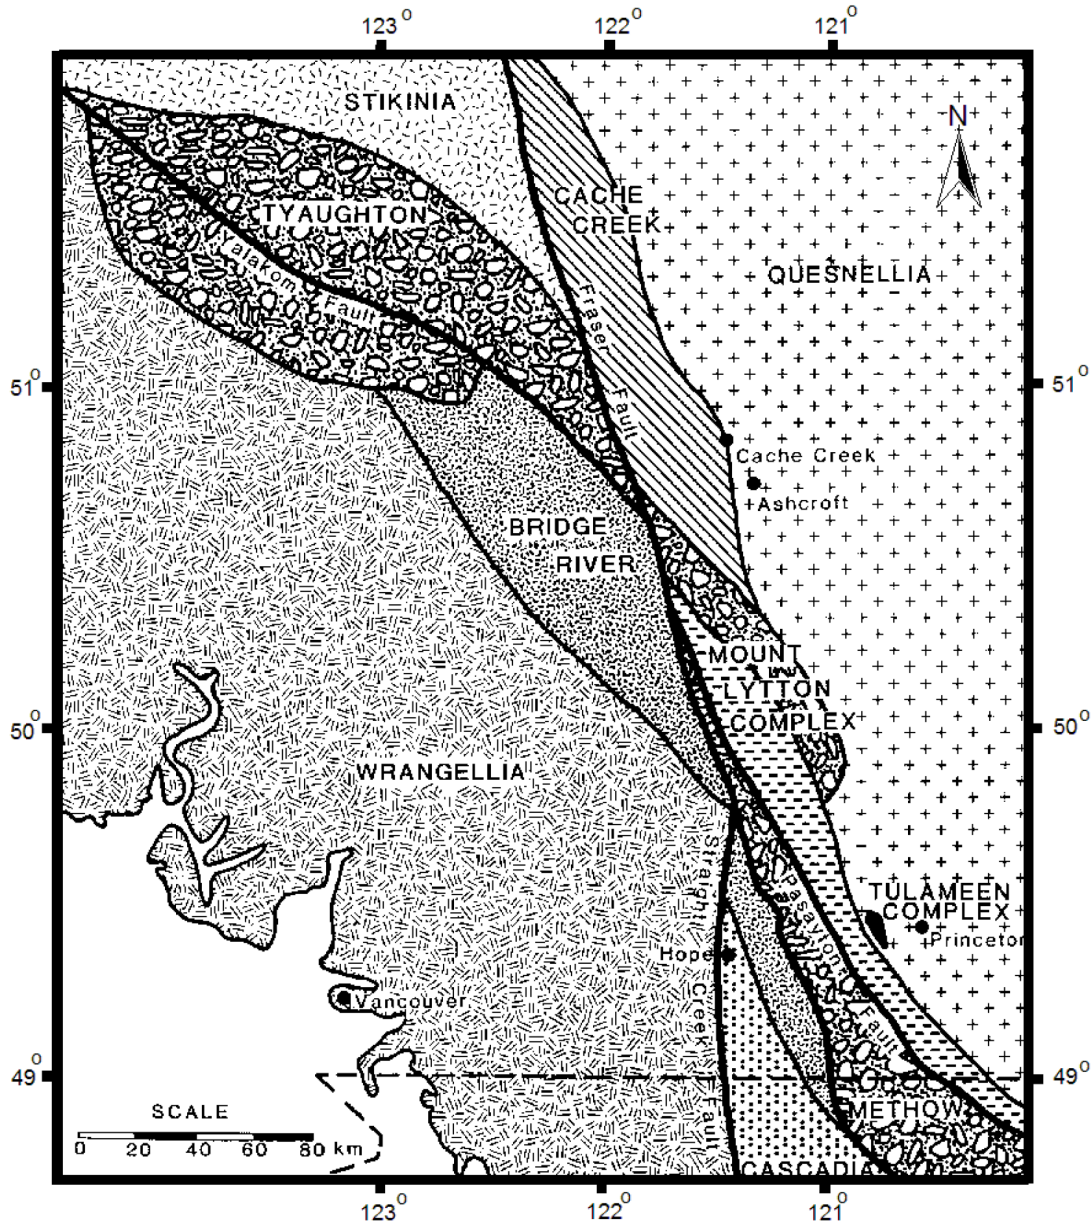 123° 122° 121°
N
STIKINIA
CACHE
CREEK
TYAUGHTON
Yalakom Fault
QUESNELLIA
Fraser Fault
51° 51°
Cache Creek
Ashcroft
BRIDGE
RIVER
MOUNT
LYTTON
COMPLEX
50° 50°
WRANGELLIA
Straight Creek Fault
Pasayton Fault
TULAMEEN
COMPLEX
Princeton
Hope
Vancouver
49° 49°
METHOW
CASCADIA
SCALE
0 20 40 60 80 km
123° 122° 121°